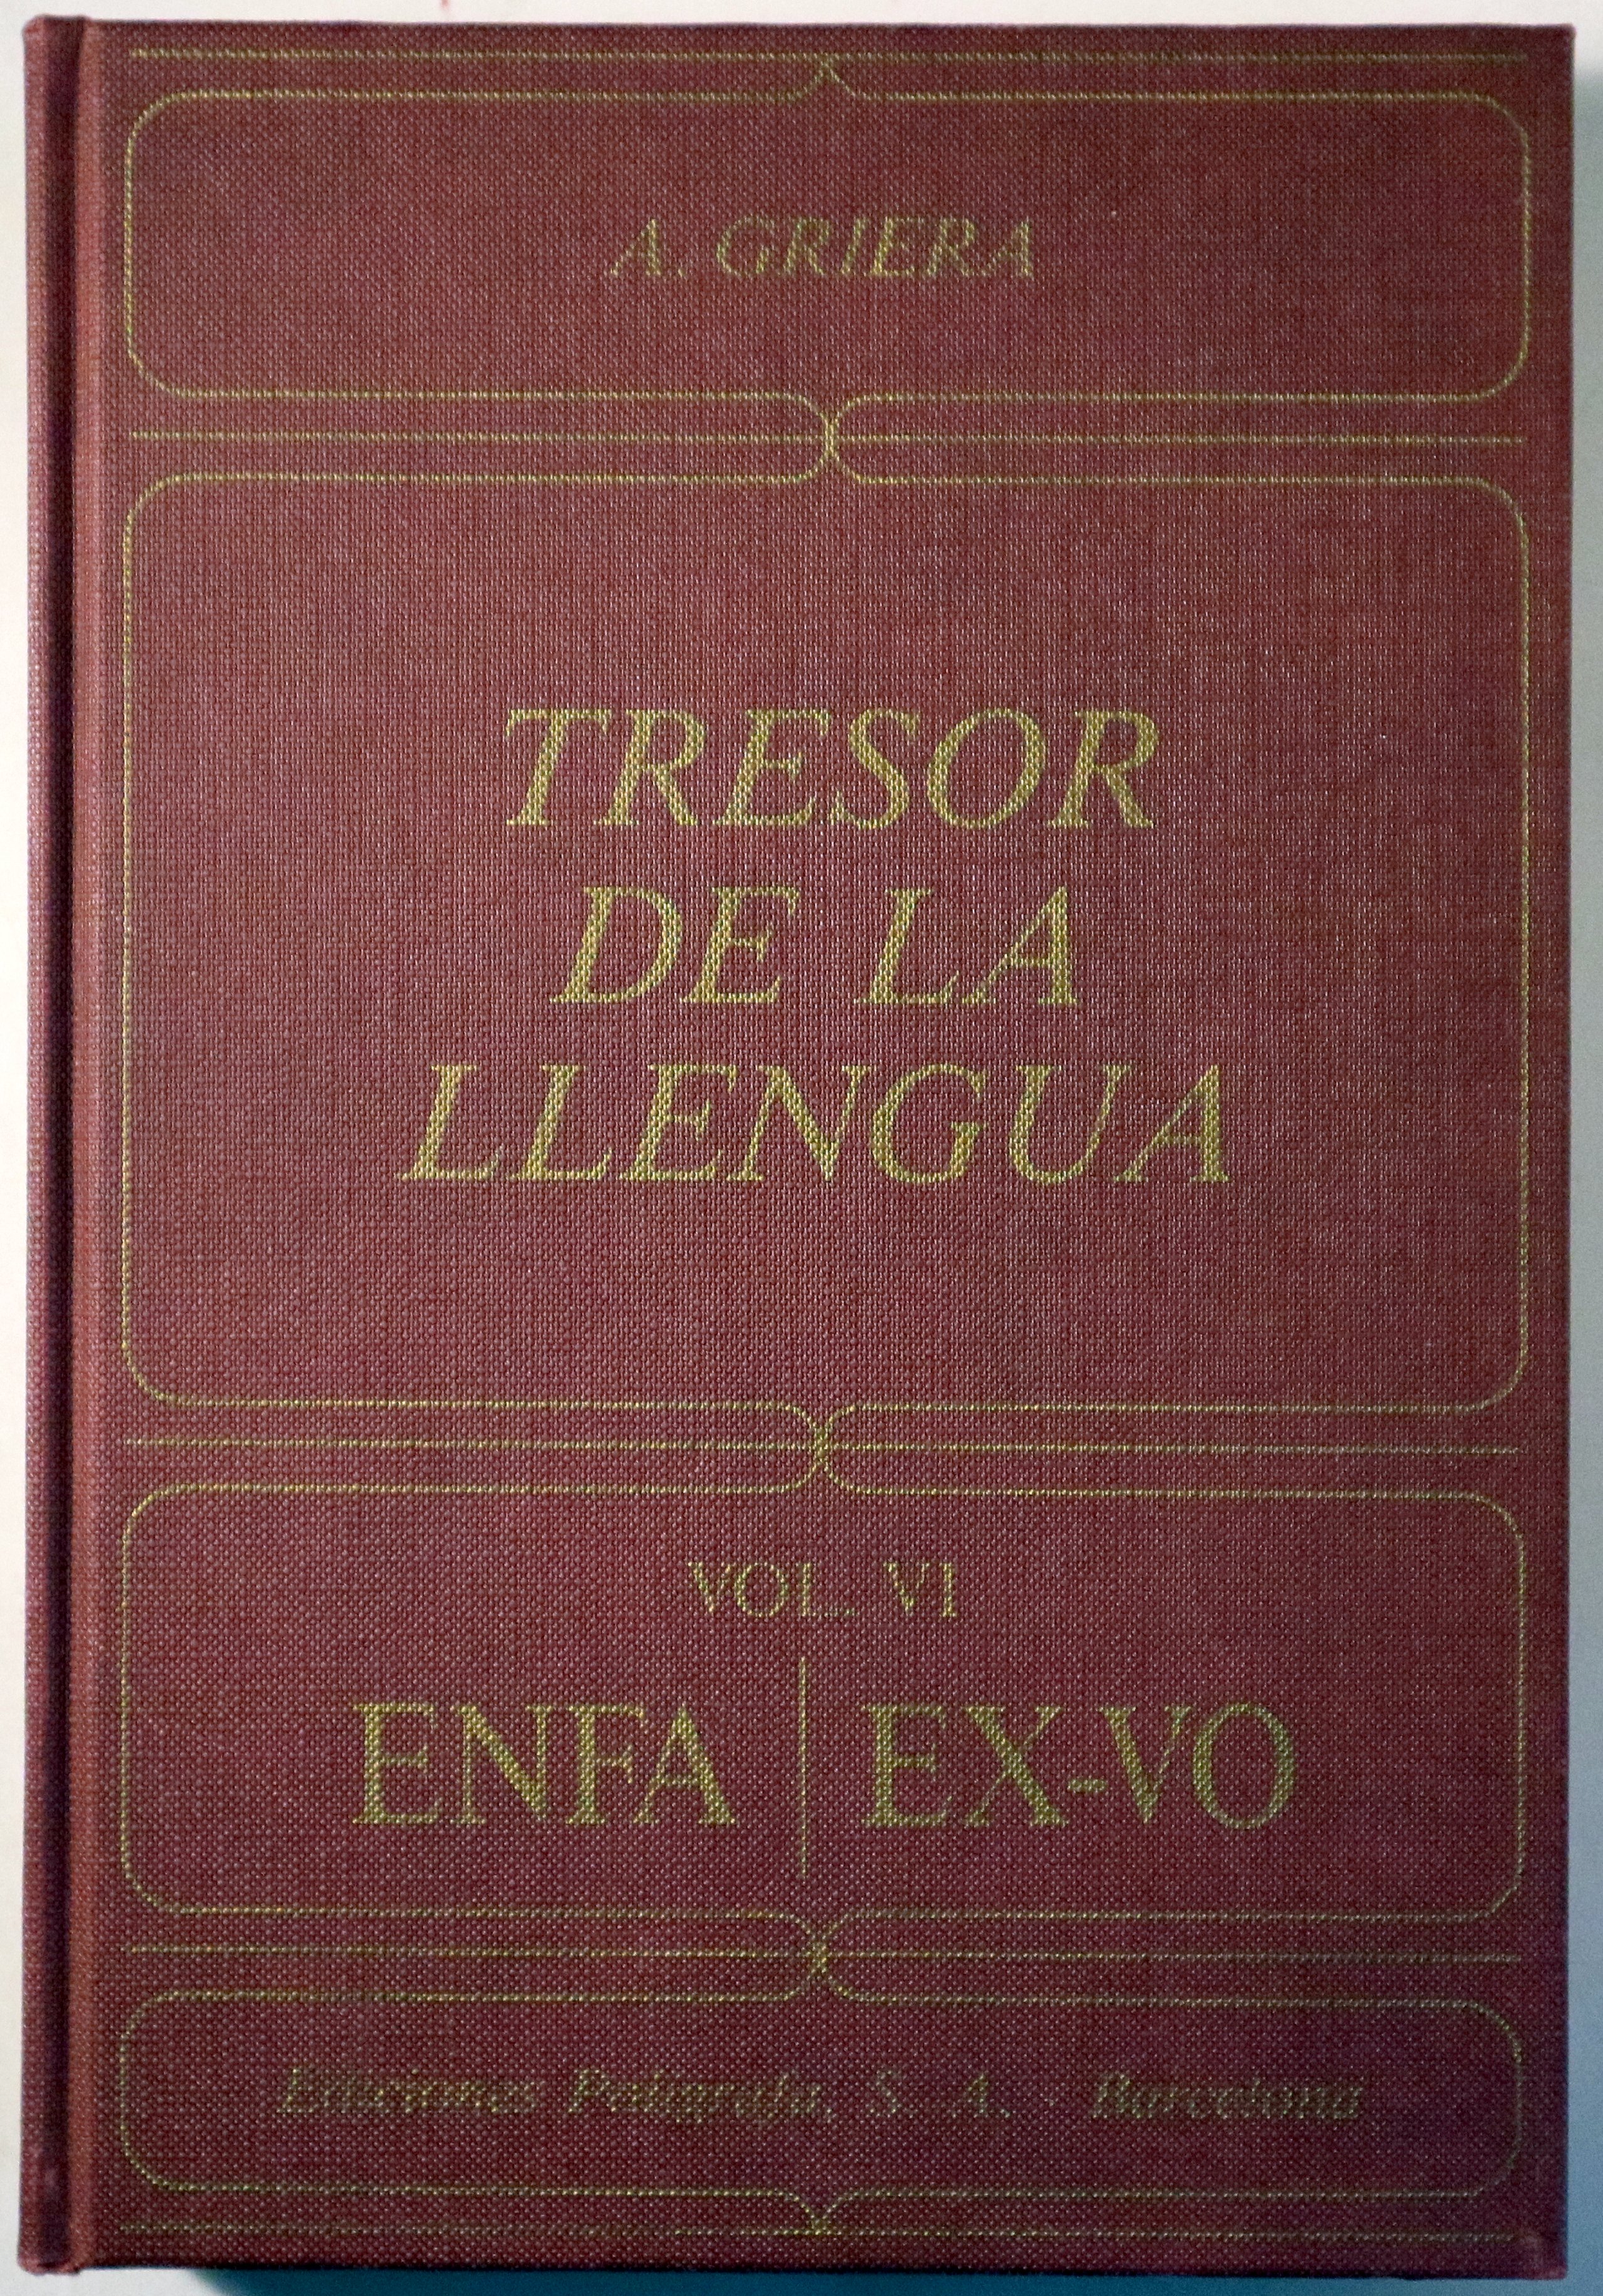 A. GRIERA
TRESOR
DE LA
LLENGUA
VOL. VI
ENFA | EX-VO
Ediciones Polígrafa, S. A. · Barcelona